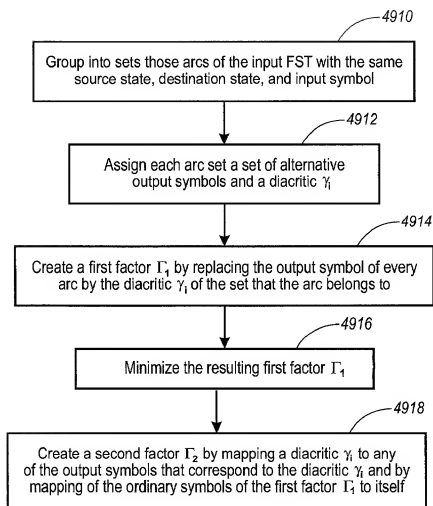 4910
Group into sets those arcs of the input FST with the same
source state, destination state, and input symbol
4912
Assign each arc set a set of alternative
output symbols and a diacritic γi
4914
Create a first factor Γ1 by replacing the output symbol of every
arc by the diacritic γi of the set that the arc belongs to
4916
Minimize the resulting first factor Γ1
4918
Create a second factor Γ2 by mapping a diacritic γi to any
of the output symbols that correspond to the diacritic γi and by
mapping of the ordinary symbols of the first factor Γ1 to itself